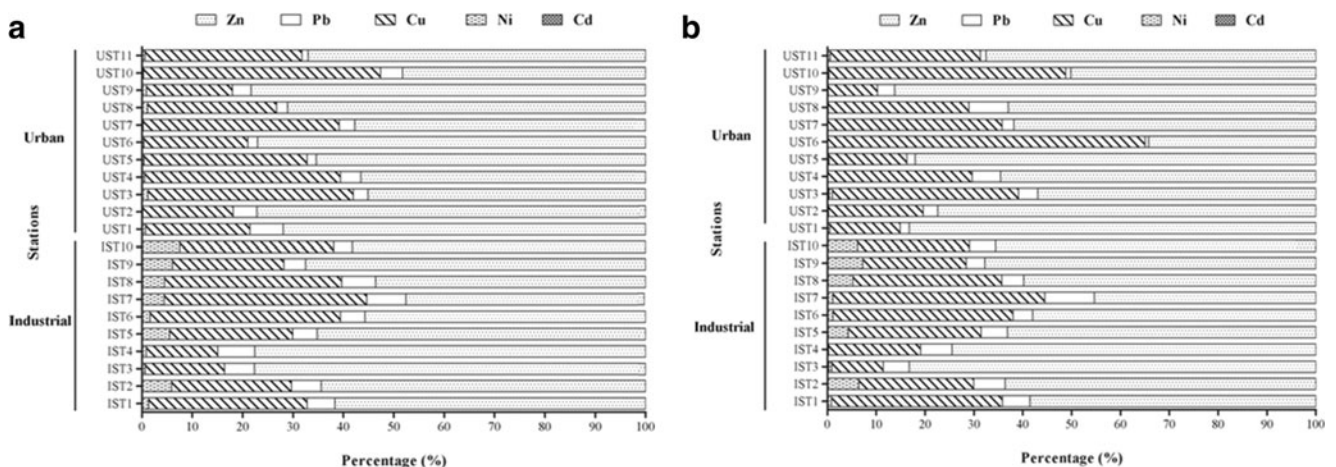 a
Zn Pb Cu Ni Cd
Stations
Urban
UST11
UST10
UST9
UST8
UST7
UST6
UST5
UST4
UST3
UST2
UST1
Industrial
IST10
IST9
IST8
IST7
IST6
IST5
IST4
IST3
IST2
IST1
0 10 20 30 40 50 60 70 80 90 100
Percentage (%)
b
Zn Pb Cu Ni Cd
Stations
Urban
UST11
UST10
UST9
UST8
UST7
UST6
UST5
UST4
UST3
UST2
UST1
Industrial
IST10
IST9
IST8
IST7
IST6
IST5
IST4
IST3
IST2
IST1
0 10 20 30 40 50 60 70 80 90 100
Percentage (%)